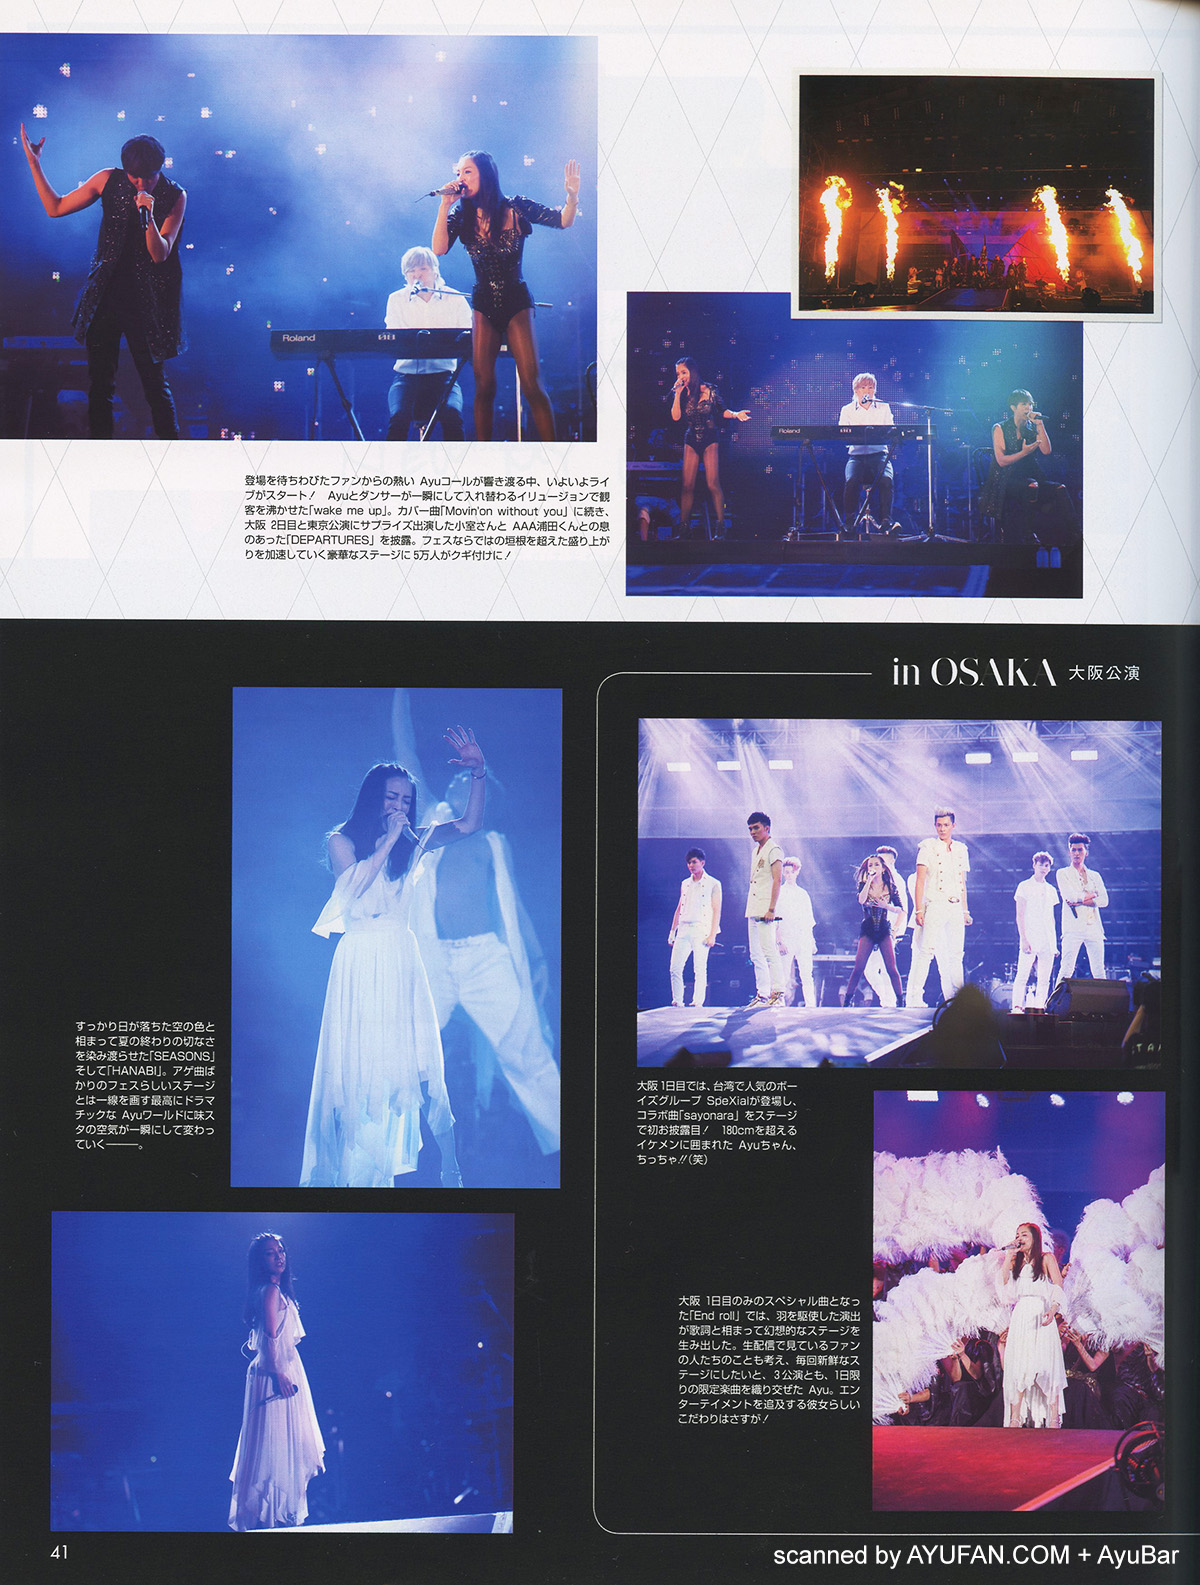 Roland
Roland
登場を待ちわびたファンからの熱い Ayuコールが響き渡る中、いよいよライ
ブがスタート！　Ayuとダンサーが一瞬にして入れ替わるイリュージョンで観
客を沸かせた「wake me up」。カバー曲「Movin'on without you」に続き、
大阪 2日目と東京公演にサプライズ出演した小室さんと AAA浦田くんとの息
のあった「DEPARTURES」を披露。フェスならではの垣根を超えた盛り上が
りを加速していく豪華なステージに 5万人がクギ付けに！
in OSAKA 大阪公演
すっかり日が落ちた空の色と
相まって夏の終わりの切なさ
を染み渡らせた「SEASONS」
そして「HANABI」。アゲ曲ば
かりのフェスらしいステージ
とは一線を画す最高にドラマ
チックな Ayuワールドに味ス
タの空気が一瞬にして変わっ
ていく———。
大阪1日目では、台湾で人気のボー
イズグループ SpeXialが登場し、
コラボ曲「sayonara」をステージ
で初お披露目！　180cmを超える
イケメンに囲まれた Ayuちゃん、
ちっちゃ!!（笑）
大阪 1日目のみのスペシャル曲となっ
た「End roll」では、羽を駆使した演出
が歌詞と相まって幻想的なステージを
生み出した。生配信で見ているファン
の人たちのことも考え、毎回新鮮なス
テージにしたいと、3公演とも、1日限
りの限定楽曲を織り交ぜた Ayu。エン
ターテイメントを追及する彼女らしい
こだわりはさすが！
41
scanned by AYUFAN.COM + AyuBar